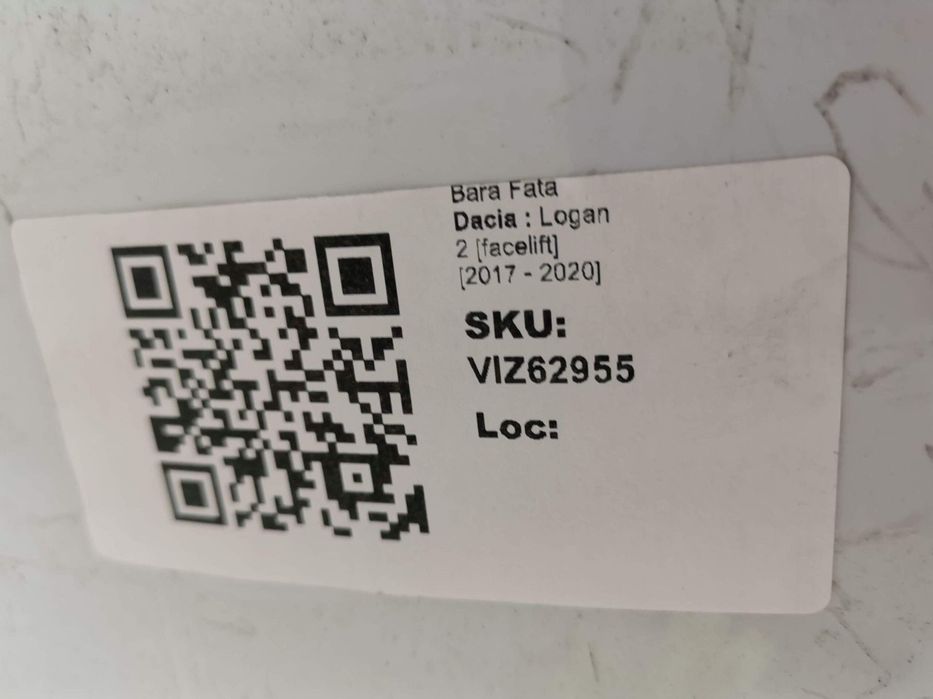 Bara Fata
Dacia : Logan
2 [facelift]
[2017 - 2020]
SKU:
VIZ62955
Loc: